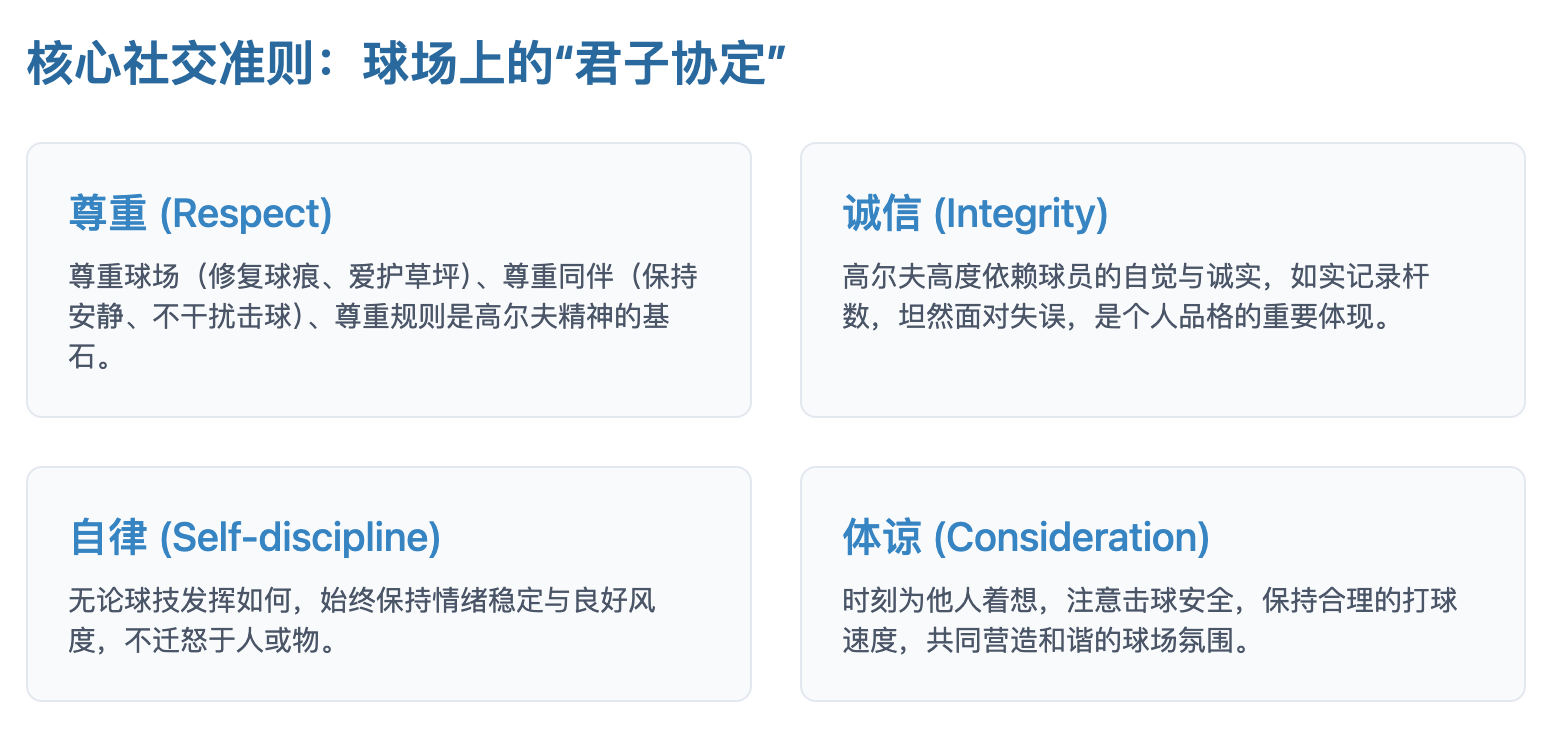 核心社交准则：球场上的“君子协定”
尊重 (Respect)
尊重球场（修复球痕、爱护草坪）、尊重同伴（保持
安静、不干扰击球）、尊重规则是高尔夫精神的基
石。
诚信 (Integrity)
高尔夫高度依赖球员的自觉与诚实，如实记录杆
数，坦然面对失误，是个人品格的重要体现。
自律 (Self-discipline)
无论球技发挥如何，始终保持情绪稳定与良好风
度，不迁怒于人或物。
体谅 (Consideration)
时刻为他人着想，注意击球安全，保持合理的打球
速度，共同营造和谐的球场氛围。